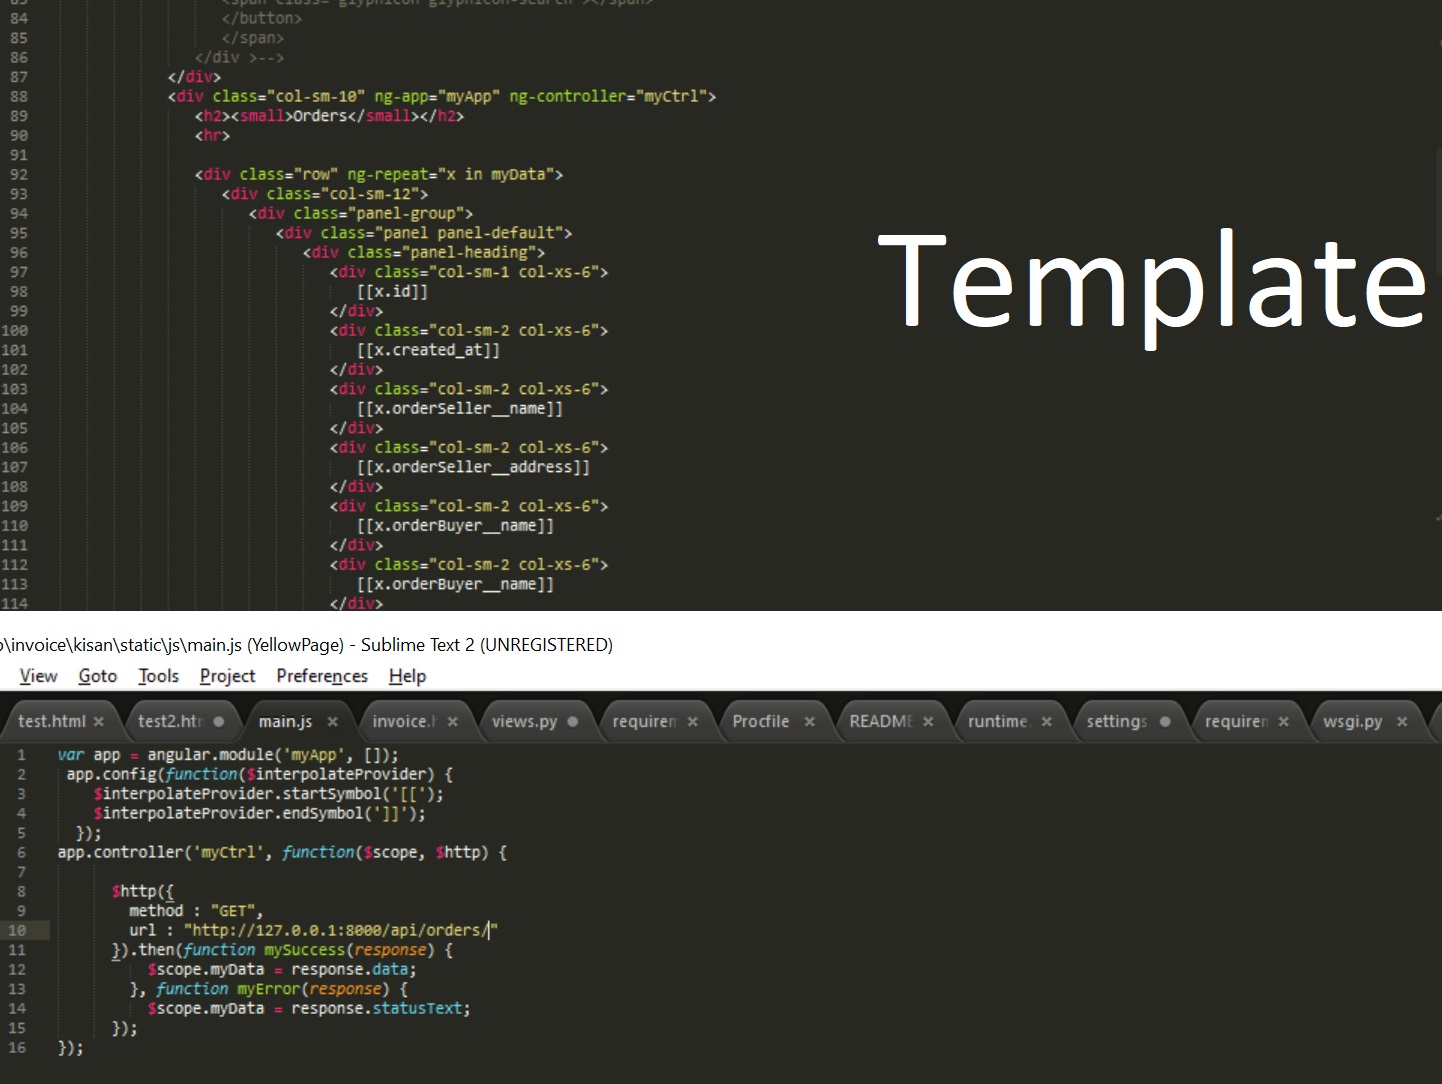 83 <span class="glyphicon glyphicon-search"></span>
84 </button>
85 </span>
86 </div >-->
87 </div>
88 <div class="col-sm-10" ng-app="myApp" ng-controller="myCtrl">
89 <h2><small>Orders</small></h2>
90 <hr>
91
92 <div class="row" ng-repeat="x in myData">
93 <div class="col-sm-12">
94 <div class="panel-group">
95 <div class="panel panel-default">
96 <div class="panel-heading">
97 <div class="col-sm-1 col-xs-6">
98 [[x.id]]
99 </div>
100 <div class="col-sm-2 col-xs-6">
101 [[x.created_at]]
102 </div>
103 <div class="col-sm-2 col-xs-6">
104 [[x.orderSeller__name]]
105 </div>
106 <div class="col-sm-2 col-xs-6">
107 [[x.orderSeller__address]]
108 </div>
109 <div class="col-sm-2 col-xs-6">
110 [[x.orderBuyer__name]]
111 </div>
112 <div class="col-sm-2 col-xs-6">
113 [[x.orderBuyer__name]]
114 </div>
Template
\invoice\kisan\static\js\main.js (YellowPage) - Sublime Text 2 (UNREGISTERED)
View Goto Tools Project Preferences Help
test.html × test2.htm main.js × invoice.h × views.py requirem × Procfile × README × runtime. × settings requirem × wsgi.py ×
1 var app = angular.module('myApp', []);
2 app.config(function($interpolateProvider) {
3 $interpolateProvider.startSymbol('[[');
4 $interpolateProvider.endSymbol(']]');
5 });
6 app.controller('myCtrl', function($scope, $http) {
7
8 $http({
9 method : "GET",
10 url : "http://127.0.0.1:8000/api/orders/"
11 }).then(function mySuccess(response) {
12 $scope.myData = response.data;
13 }, function myError(response) {
14 $scope.myData = response.statusText;
15 });
16 });